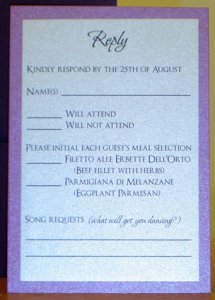 Reply
Kindly respond by the 25th of August
Name(s)
Will attend
Will not attend
Please initial each guest's meal selection
Filetto alle Erbette Dell'Orto
(Beef fillet with herbs)
Parmigiana di Melanzane
(Eggplant Parmesan)
Song requests (what will get you dancing?)